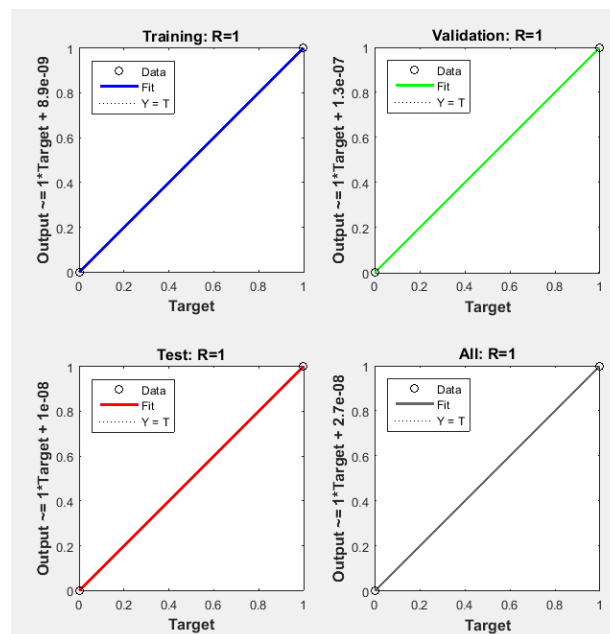 Training: R=1
Output ~= 1*Target + 8.9e-09
1
0.8
0.6
0.4
0.2
0
Data
Fit
Y = T
0 0.2 0.4 0.6 0.8 1
Target
Validation: R=1
Output ~= 1*Target + 1.3e-07
1
0.8
0.6
0.4
0.2
0
Data
Fit
Y = T
0 0.2 0.4 0.6 0.8 1
Target
Test: R=1
Output ~= 1*Target + 1e-08
1
0.8
0.6
0.4
0.2
0
Data
Fit
Y = T
0 0.2 0.4 0.6 0.8 1
Target
All: R=1
Output ~= 1*Target + 2.7e-08
1
0.8
0.6
0.4
0.2
0
Data
Fit
Y = T
0 0.2 0.4 0.6 0.8 1
Target